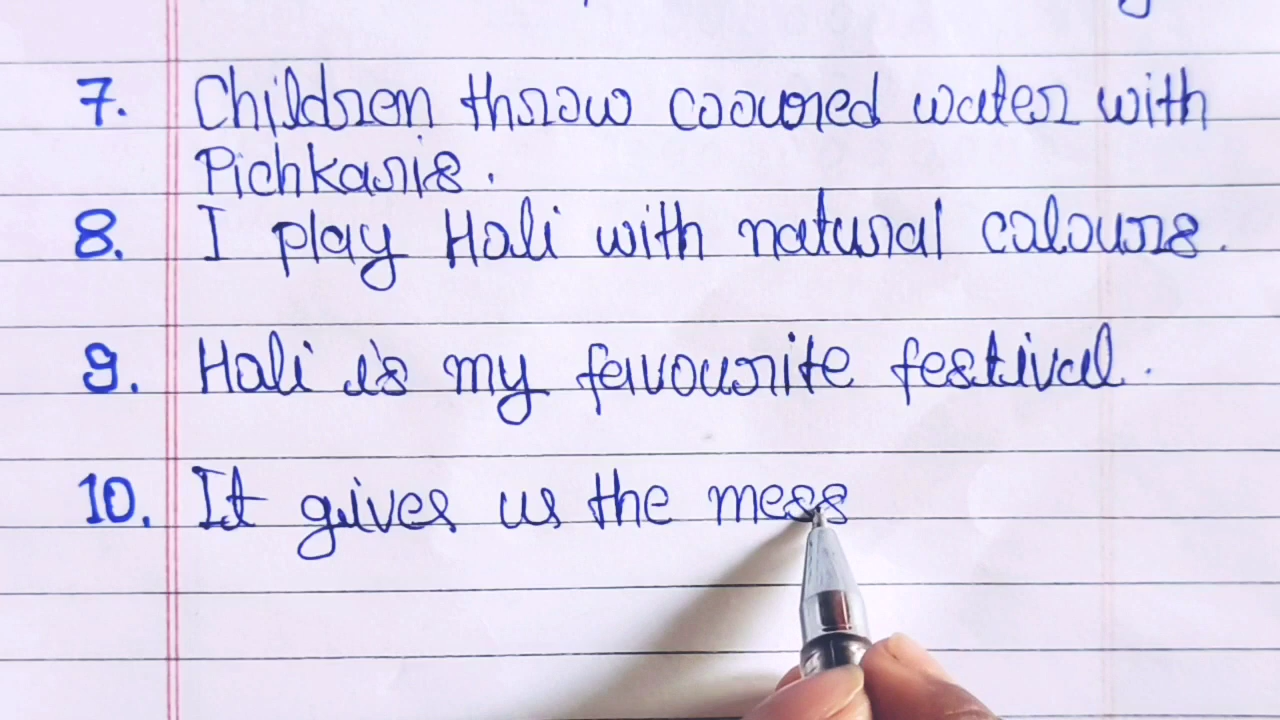 7. Children throw coowred water with
Pichkaris.
8. I play Holi with natural colours.
9. Holi is my favourite festival.
10. It gives us the mess